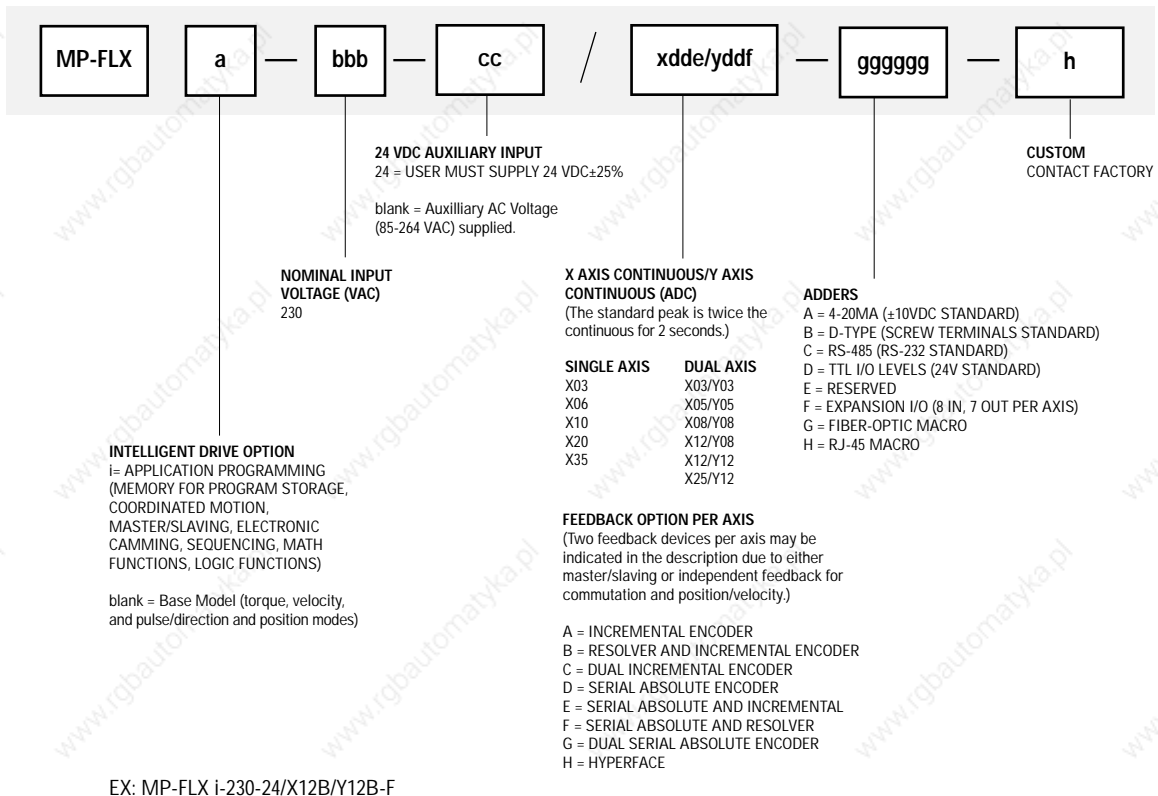 MP-FLX a — bbb — cc / xdde/yddf — gggggg — h
24 VDC AUXILIARY INPUT
24 = USER MUST SUPPLY 24 VDC±25%
blank = Auxilliary AC Voltage
(85-264 VAC) supplied.
CUSTOM
CONTACT FACTORY
NOMINAL INPUT
VOLTAGE (VAC)
230
X AXIS CONTINUOUS/Y AXIS
CONTINUOUS (ADC)
(The standard peak is twice the
continuous for 2 seconds.)
SINGLE AXIS
X03
X06
X10
X20
X35
DUAL AXIS
X03/Y03
X05/Y05
X08/Y08
X12/Y08
X12/Y12
X25/Y12
ADDERS
A = 4-20MA (±10VDC STANDARD)
B = D-TYPE (SCREW TERMINALS STANDARD)
C = RS-485 (RS-232 STANDARD)
D = TTL I/O LEVELS (24V STANDARD)
E = RESERVED
F = EXPANSION I/O (8 IN, 7 OUT PER AXIS)
G = FIBER-OPTIC MACRO
H = RJ-45 MACRO
INTELLIGENT DRIVE OPTION
i= APPLICATION PROGRAMMING
(MEMORY FOR PROGRAM STORAGE,
COORDINATED MOTION,
MASTER/SLAVING, ELECTRONIC
CAMMING, SEQUENCING, MATH
FUNCTIONS, LOGIC FUNCTIONS)
blank = Base Model (torque, velocity,
and pulse/direction and position modes)
FEEDBACK OPTION PER AXIS
(Two feedback devices per axis may be
indicated in the description due to either
master/slaving or independent feedback for
commutation and position/velocity.)
A = INCREMENTAL ENCODER
B = RESOLVER AND INCREMENTAL ENCODER
C = DUAL INCREMENTAL ENCODER
D = SERIAL ABSOLUTE ENCODER
E = SERIAL ABSOLUTE AND INCREMENTAL
F = SERIAL ABSOLUTE AND RESOLVER
G = DUAL SERIAL ABSOLUTE ENCODER
H = HYPERFACE
EX: MP-FLX i-230-24/X12B/Y12B-F
www.rgbautomatyka.pl